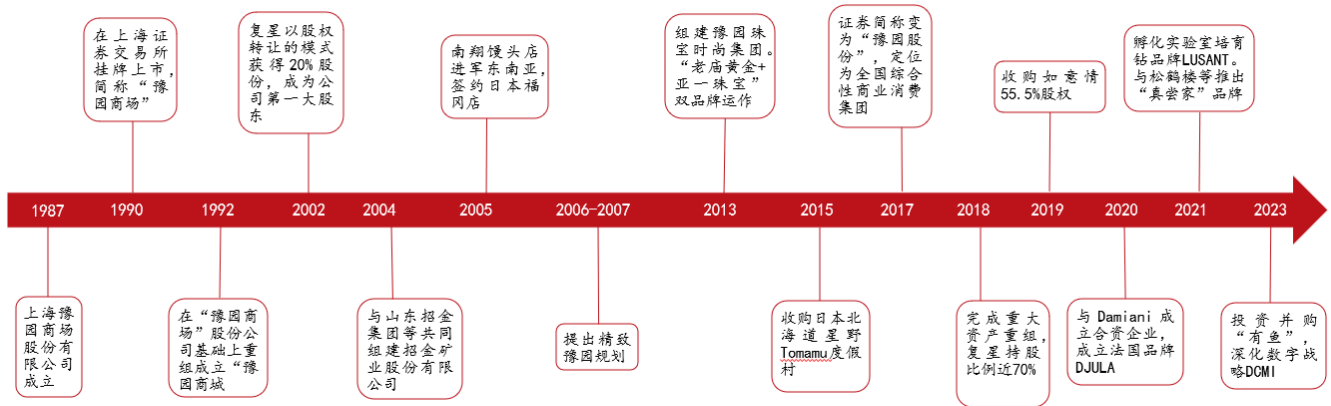 在上海证
券交易所
挂牌上市，
简称“豫
园商场”
复星以股权
转让的模式
获得20%股
份，成为公
司第一大股
东
南翔馒头店
进军东南亚，
签约日本福
冈店
组建豫园珠
宝时尚集团。
“老庙黄金+
亚一珠宝”
双品牌运作
证券简称变
为“豫园股
份”，定位
为全国综合
性商业消费
集团
收购如意情
55.5%股权
孵化实验室培育
钻品牌LUSANT。
与松鹤楼等推出
“真尝家”品牌
1987 1990 1992 2002 2004 2005 2006-2007 2013 2015 2017 2018 2019 2020 2021 2023
上海豫
园商场
股份有
限公司
成立
在“豫园商
场”股份公
司基础上重
组成立“豫
园商城
与山东招金
集团等共同
组建招金矿
业股份有限
公司
提出精致
豫园规划
收购日本北
海道星野
Tomamu度假
村
完成重大
资产重组，
复星持股
比例近70%
与 Damiani 成
立合资企业，
成立法国品牌
DJULA
投资并购
“有鱼”，
深化数字战
略DCMI